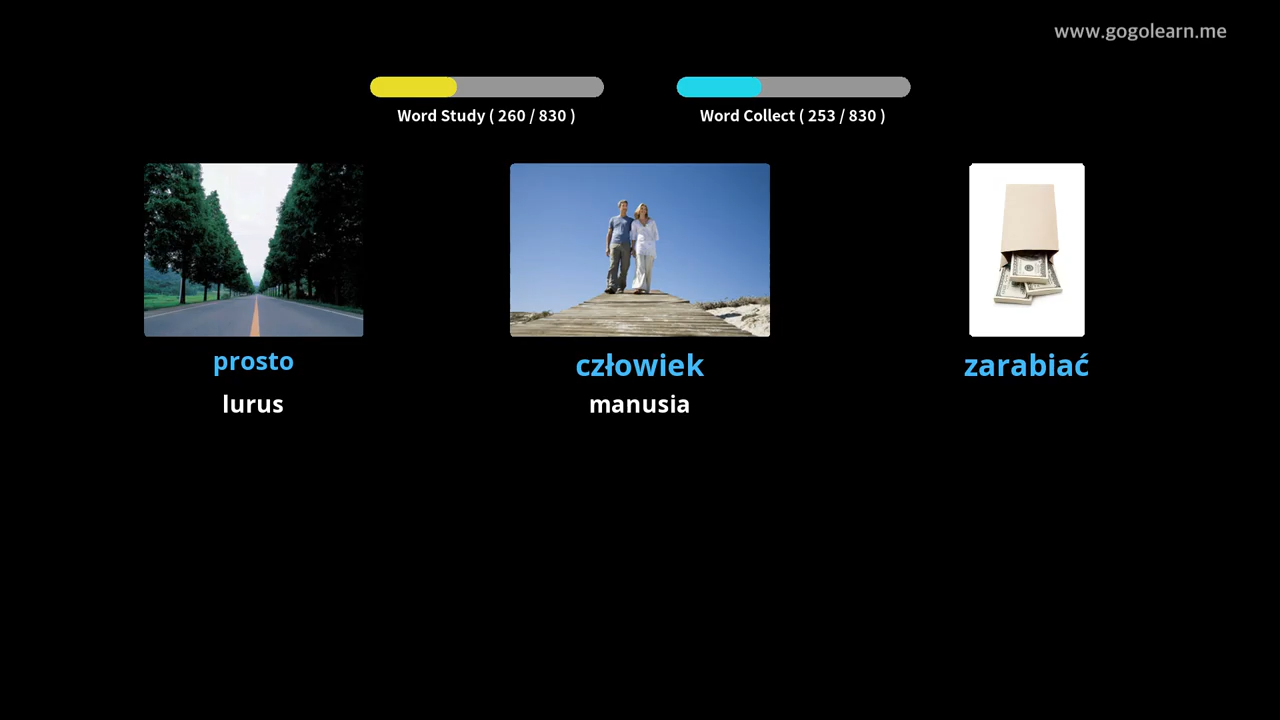 www.gogolearn.me
Word Study ( 260 / 830 )
Word Collect ( 253 / 830 )
prosto
człowiek
zarabiać
lurus
manusia